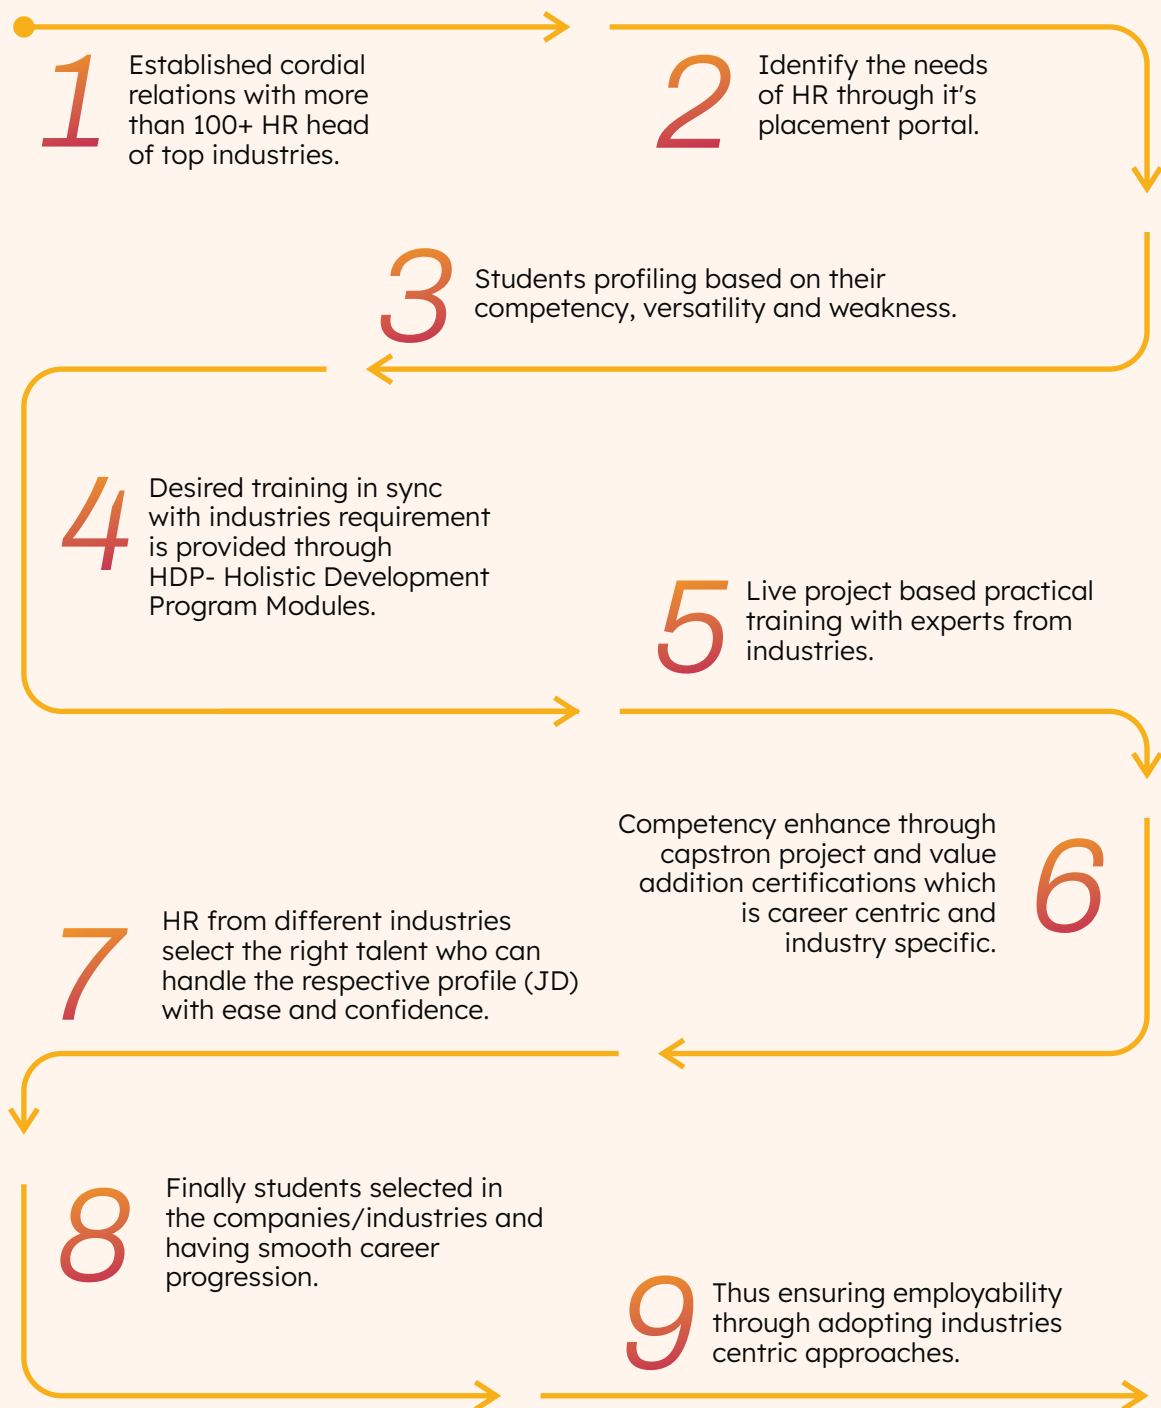 1
Established cordial
relations with more
than 100+ HR head
of top industries.
2
Identify the needs
of HR through it's
placement portal.
3
Students profiling based on their
competency, versatility and weakness.
4
Desired training in sync
with industries requirement
is provided through
HDP- Holistic Development
Program Modules.
5
Live project based practical
training with experts from
industries.
6
Competency enhance through
capstron project and value
addition certifications which
is career centric and
industry specific.
7
HR from different industries
select the right talent who can
handle the respective profile (JD)
with ease and confidence.
8
Finally students selected in
the companies/industries and
having smooth career
progression.
9
Thus ensuring employability
through adopting industries
centric approaches.